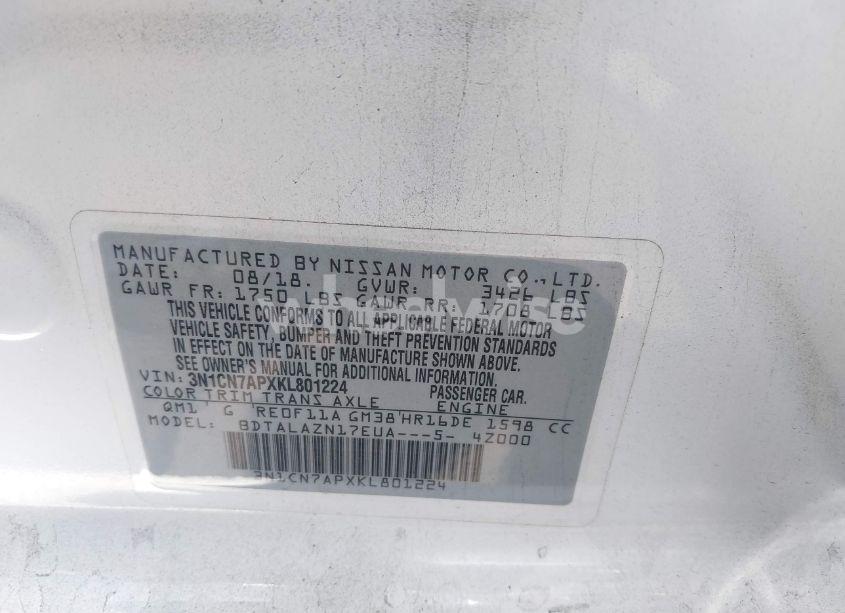 MANUFACTURED BY NISSAN MOTOR CO., LTD.
DATE: 08/18. GVWR: 3426 LBS
GAWR FR: 1750 LBS GAWR RR: 1708 LBS
THIS VEHICLE CONFORMS TO ALL APPLICABLE FEDERAL MOTOR
VEHICLE SAFETY, BUMPER AND THEFT PREVENTION STANDARDS
IN EFFECT ON THE DATE OF MANUFACTURE SHOWN ABOVE.
SEE OWNER'S MANUAL FOR ADDITIONAL INFORMATION.
VIN: 3N1CN7APXKL801224 PASSENGER CAR.
COLOR TRIM TRANS AXLE ENGINE
QM1 G RE0F11A GM38 HR16DE 1598 CC
MODEL: BDTALAZN17EUA---5- 4Z000
3N1CN7APXKL801224